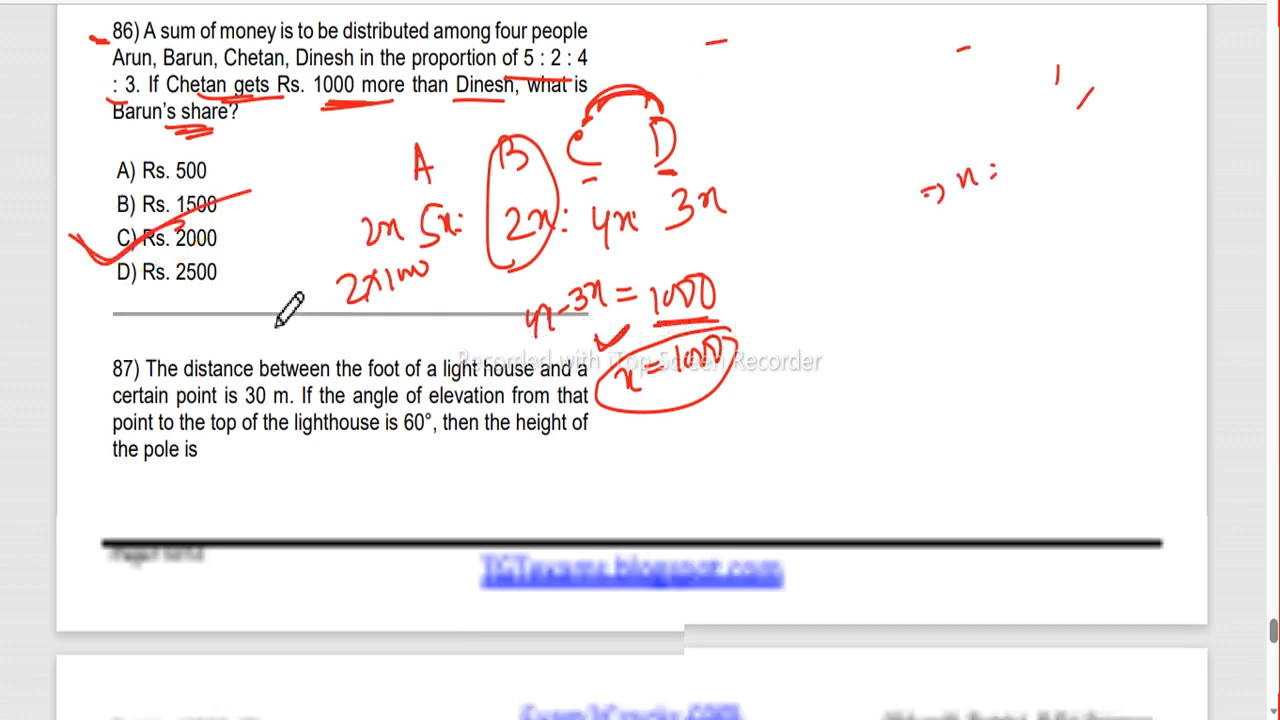 86) A sum of money is to be distributed among four people
Arun, Barun, Chetan, Dinesh in the proportion of 5 : 2 : 4
: 3. If Chetan gets Rs. 1000 more than Dinesh, what is
Barun's share?
A) Rs. 500
B) Rs. 1500
C) Rs. 2000
D) Rs. 2500
A B C D
2x 5x: 2x: 4x: 3x
2x1000
4x-3x = 1000
x = 1000
⇒ x =
Recorded with iTop Screen Recorder
87) The distance between the foot of a light house and a
certain point is 30 m. If the angle of elevation from that
point to the top of the lighthouse is 60°, then the height of
the pole is
TGTexams.blogspot.com